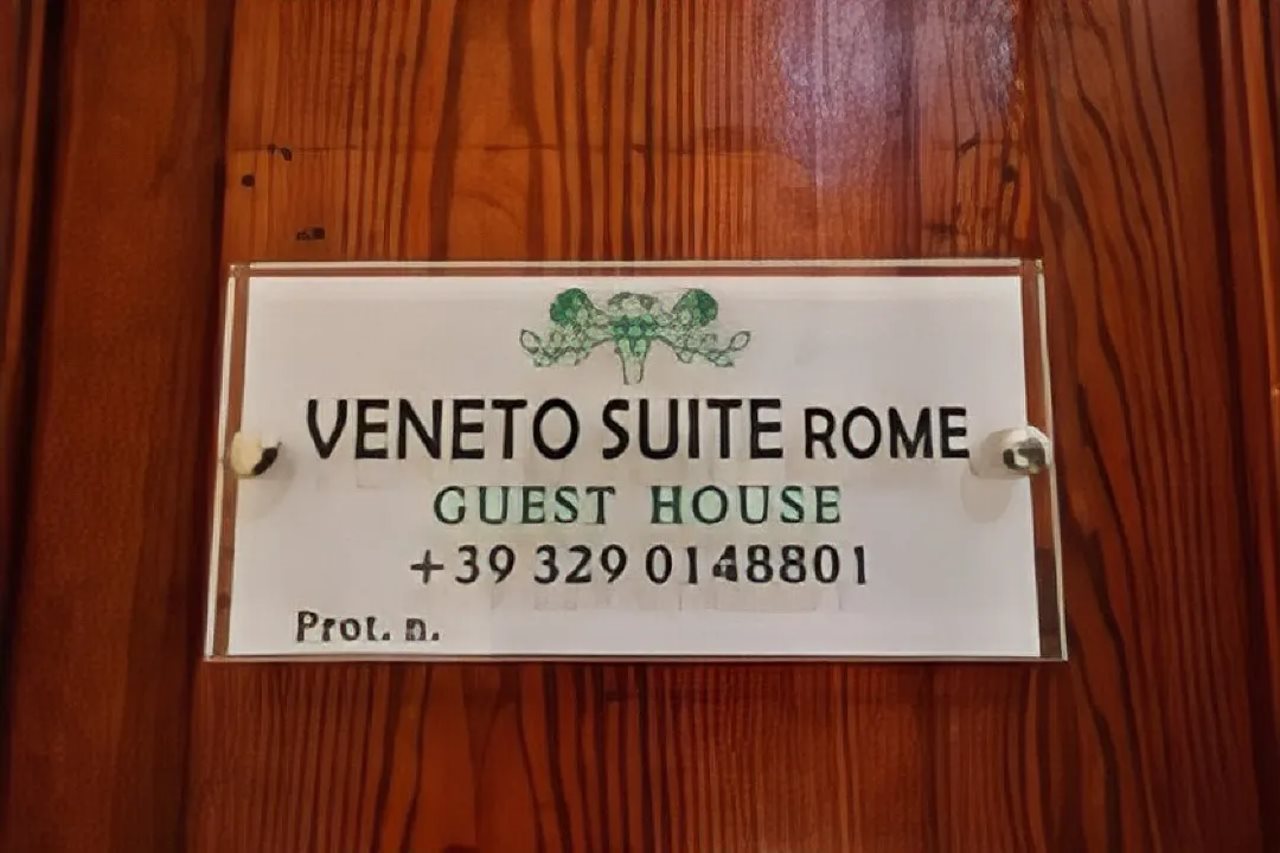 VENETO SUITE ROME
GUEST HOUSE
+39 329 0148801
Prot. n.